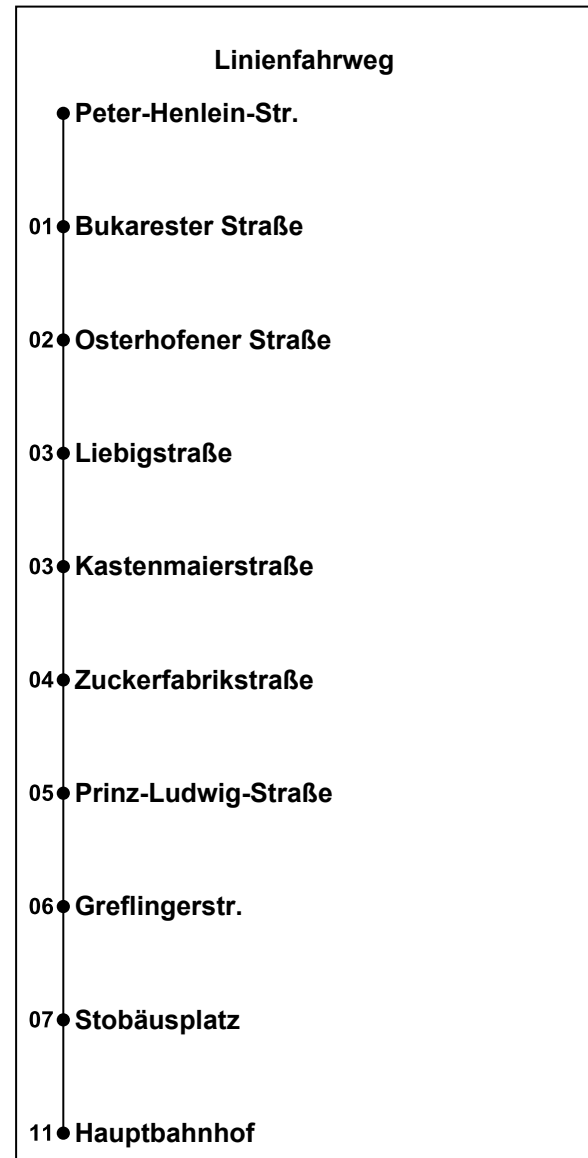 Linienfahrweg
Peter-Henlein-Str.
01 Bukarester Straße
02 Osterhofener Straße
03 Liebigstraße
03 Kastenmaierstraße
04 Zuckerfabrikstraße
05 Prinz-Ludwig-Straße
06 Greflingerstr.
07 Stobäusplatz
11 Hauptbahnhof